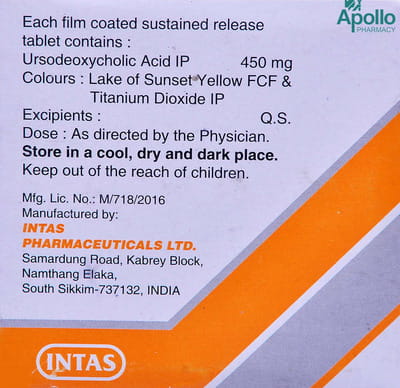 Apollo
PHARMACY
Each film coated sustained release
tablet contains :
Ursodeoxycholic Acid IP 450 mg
Colours : Lake of Sunset Yellow FCF &
Titanium Dioxide IP
Excipients : Q.S.
Dose : As directed by the Physician.
Store in a cool, dry and dark place.
Keep out of the reach of children.
Mfg. Lic. No.: M/718/2016
Manufactured by:
INTAS
PHARMACEUTICALS LTD.
Samardung Road, Kabrey Block,
Namthang Elaka,
South Sikkim-737132, INDIA
INTAS